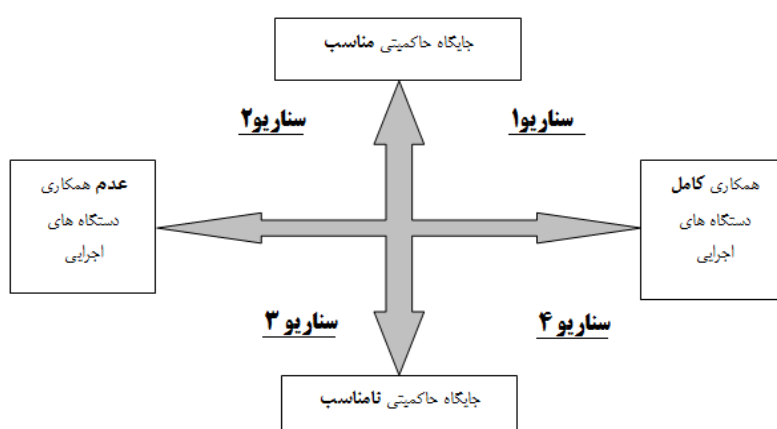 جایگاه حاکمیتی مناسب
سناریو۱
سناریو۲
همکاری کامل
دستگاه های
اجرایی
عدم همکاری
دستگاه های
اجرایی
سناریو ۴
سناریو ۳
جایگاه حاکمیتی نامناسب